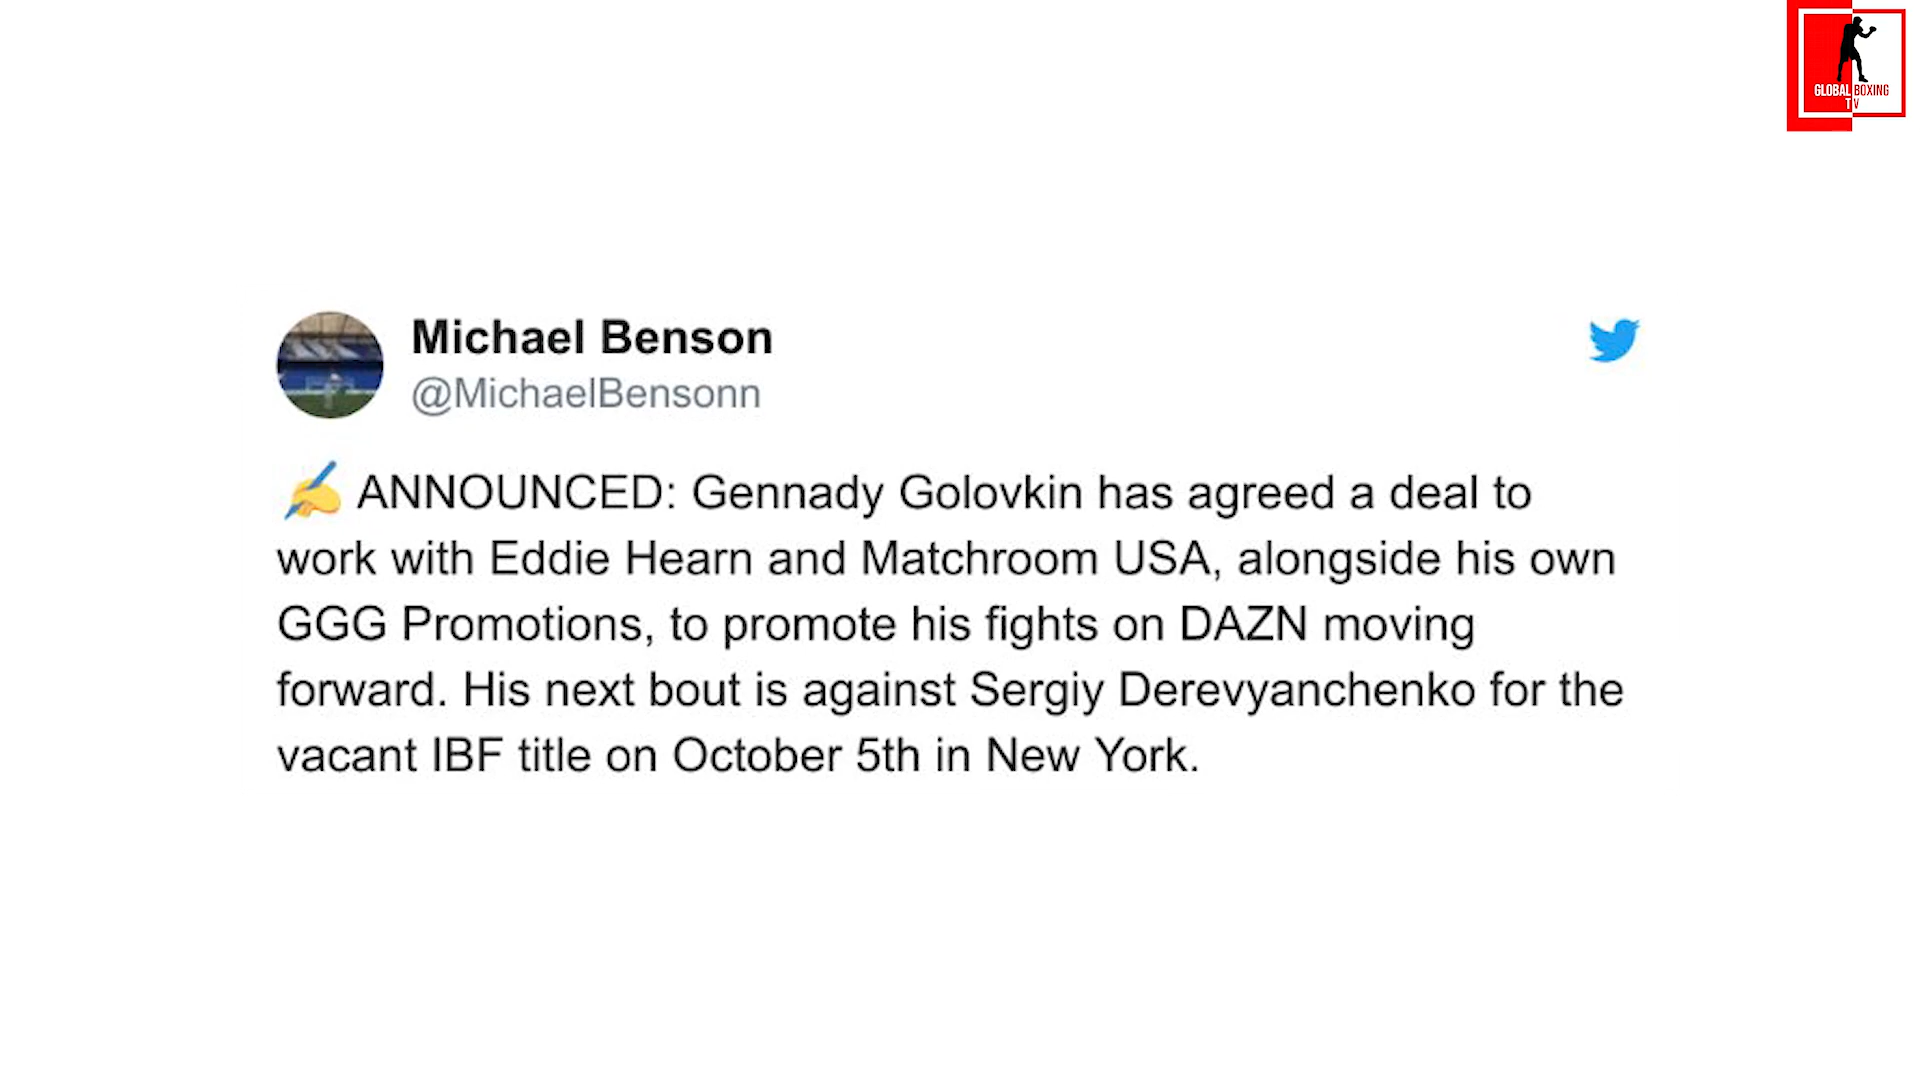 GLOBAL BOXING
TV
Michael Benson
@MichaelBensonn
✍️ ANNOUNCED: Gennady Golovkin has agreed a deal to
work with Eddie Hearn and Matchroom USA, alongside his own
GGG Promotions, to promote his fights on DAZN moving
forward. His next bout is against Sergiy Derevyanchenko for the
vacant IBF title on October 5th in New York.